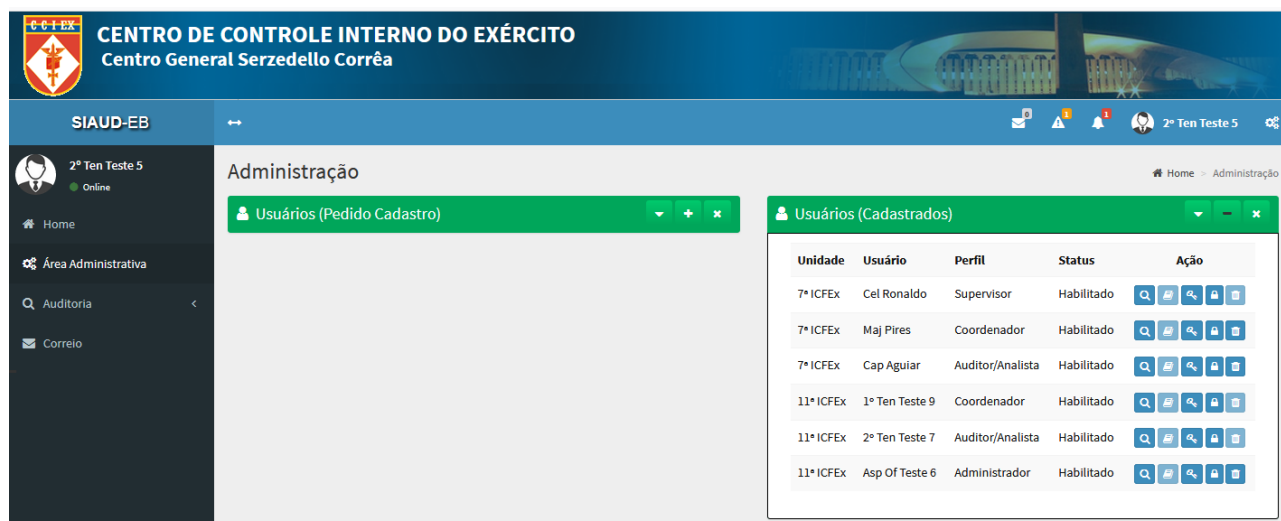 CCIEX
CENTRO DE CONTROLE INTERNO DO EXÉRCITO
Centro General Serzedello Corrêa
SIAUD-EB
0
1
1
2º Ten Teste 5
2º Ten Teste 5
Online
Administração
Home > Administração
Home
Área Administrativa
Auditoria
Correio
Usuários (Pedido Cadastro)
Usuários (Cadastrados)
Unidade Usuário Perfil Status Ação
7ª ICFEx Cel Ronaldo Supervisor Habilitado
7ª ICFEx Maj Pires Coordenador Habilitado
7ª ICFEx Cap Aguiar Auditor/Analista Habilitado
11ª ICFEx 1º Ten Teste 9 Coordenador Habilitado
11ª ICFEx 2º Ten Teste 7 Auditor/Analista Habilitado
11ª ICFEx Asp Of Teste 6 Administrador Habilitado